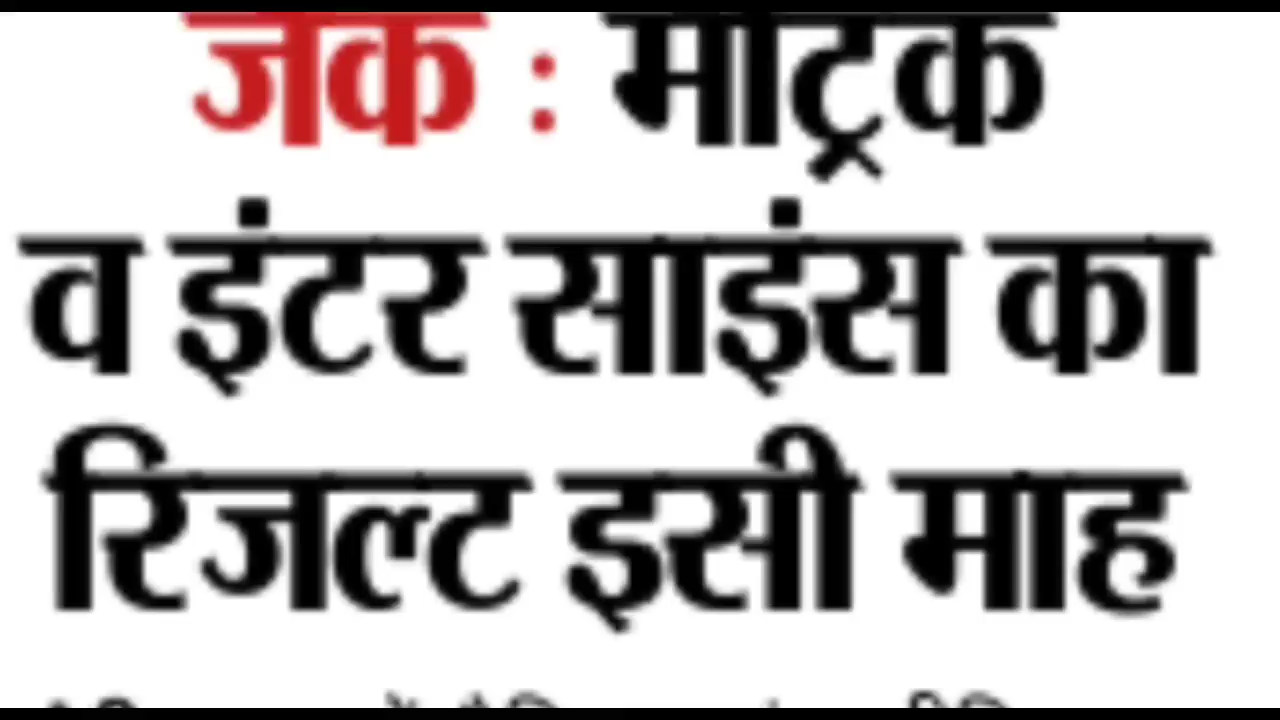 जैक : मैट्रिक
व इंटर साइंस का
रिजल्ट इसी माह